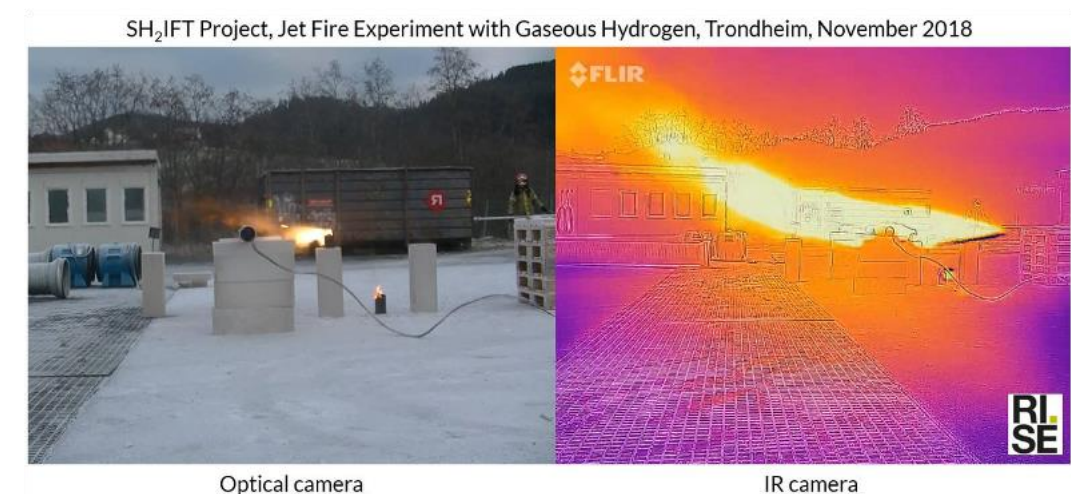 SH₂IFT Project, Jet Fire Experiment with Gaseous Hydrogen, Trondheim, November 2018
FLIR
RI.
SE
Optical camera
IR camera